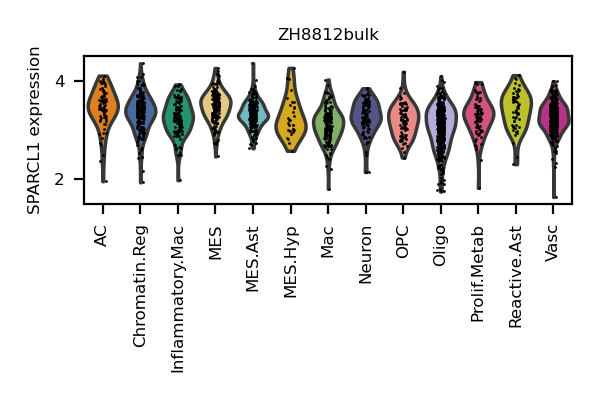 ZH8812bulk
SPARCL1 expression
4
2
AC
Chromatin.Reg
Inflammatory.Mac
MES
MES.Ast
MES.Hyp
Mac
Neuron
OPC
Oligo
Prolif.Metab
Reactive.Ast
Vasc